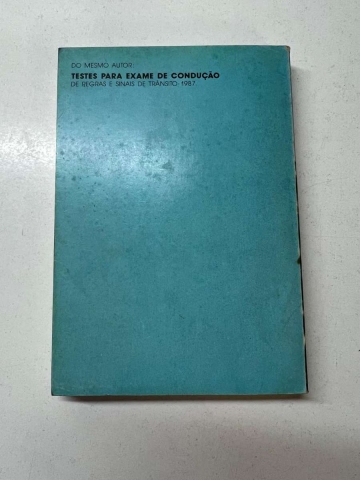 DO MESMO AUTOR:
TESTES PARA EXAME DE CONDUÇÃO
DE REGRAS E SINAIS DE TRÂNSITO, 1987.